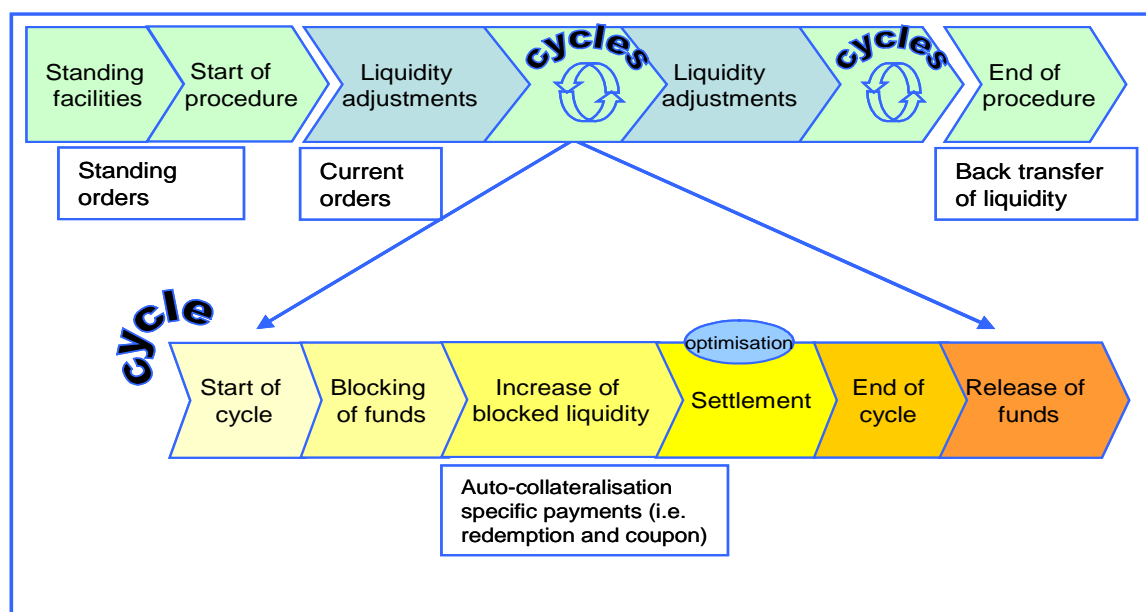 Standing
facilities
Start of
procedure
Liquidity
adjustments
cycles
Liquidity
adjustments
cycles
End of
procedure
Standing
orders
Current
orders
Back transfer
of liquidity
cycle
optimisation
Start of
cycle
Blocking
of funds
Increase of
blocked liquidity
Settlement
End of
cycle
Release of
funds
Auto-collateralisation
specific payments (i.e.
redemption and coupon)